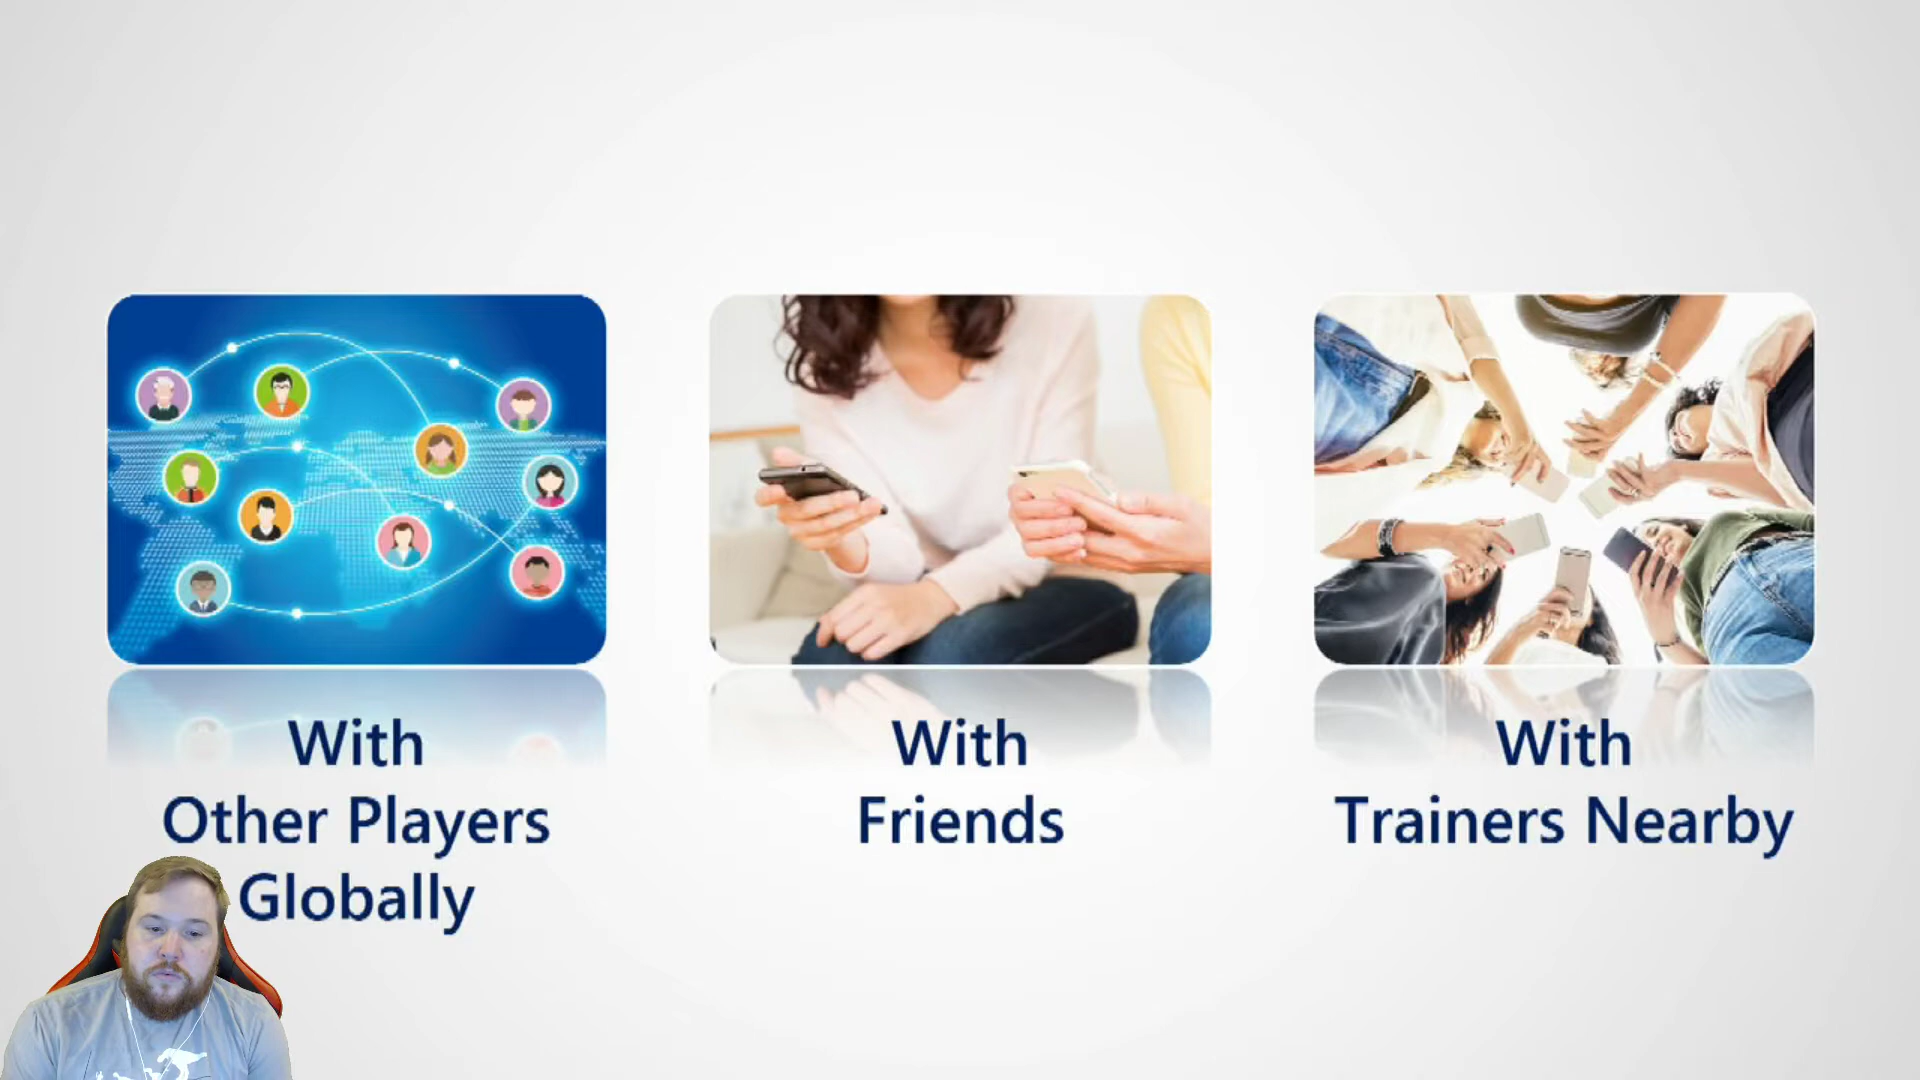 With
Other Players
Globally
With
Friends
With
Trainers Nearby